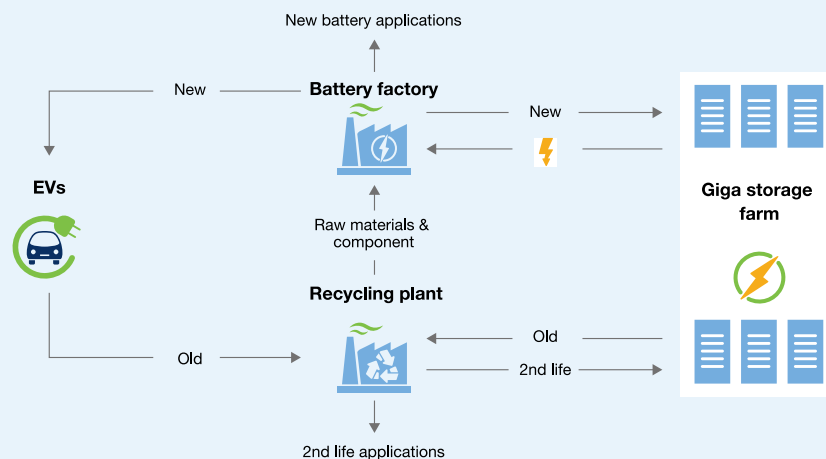 New battery applications
New
Battery factory
New
EVs
Giga storage
farm
Raw materials &
component
Recycling plant
Old
Old
2nd life
2nd life applications